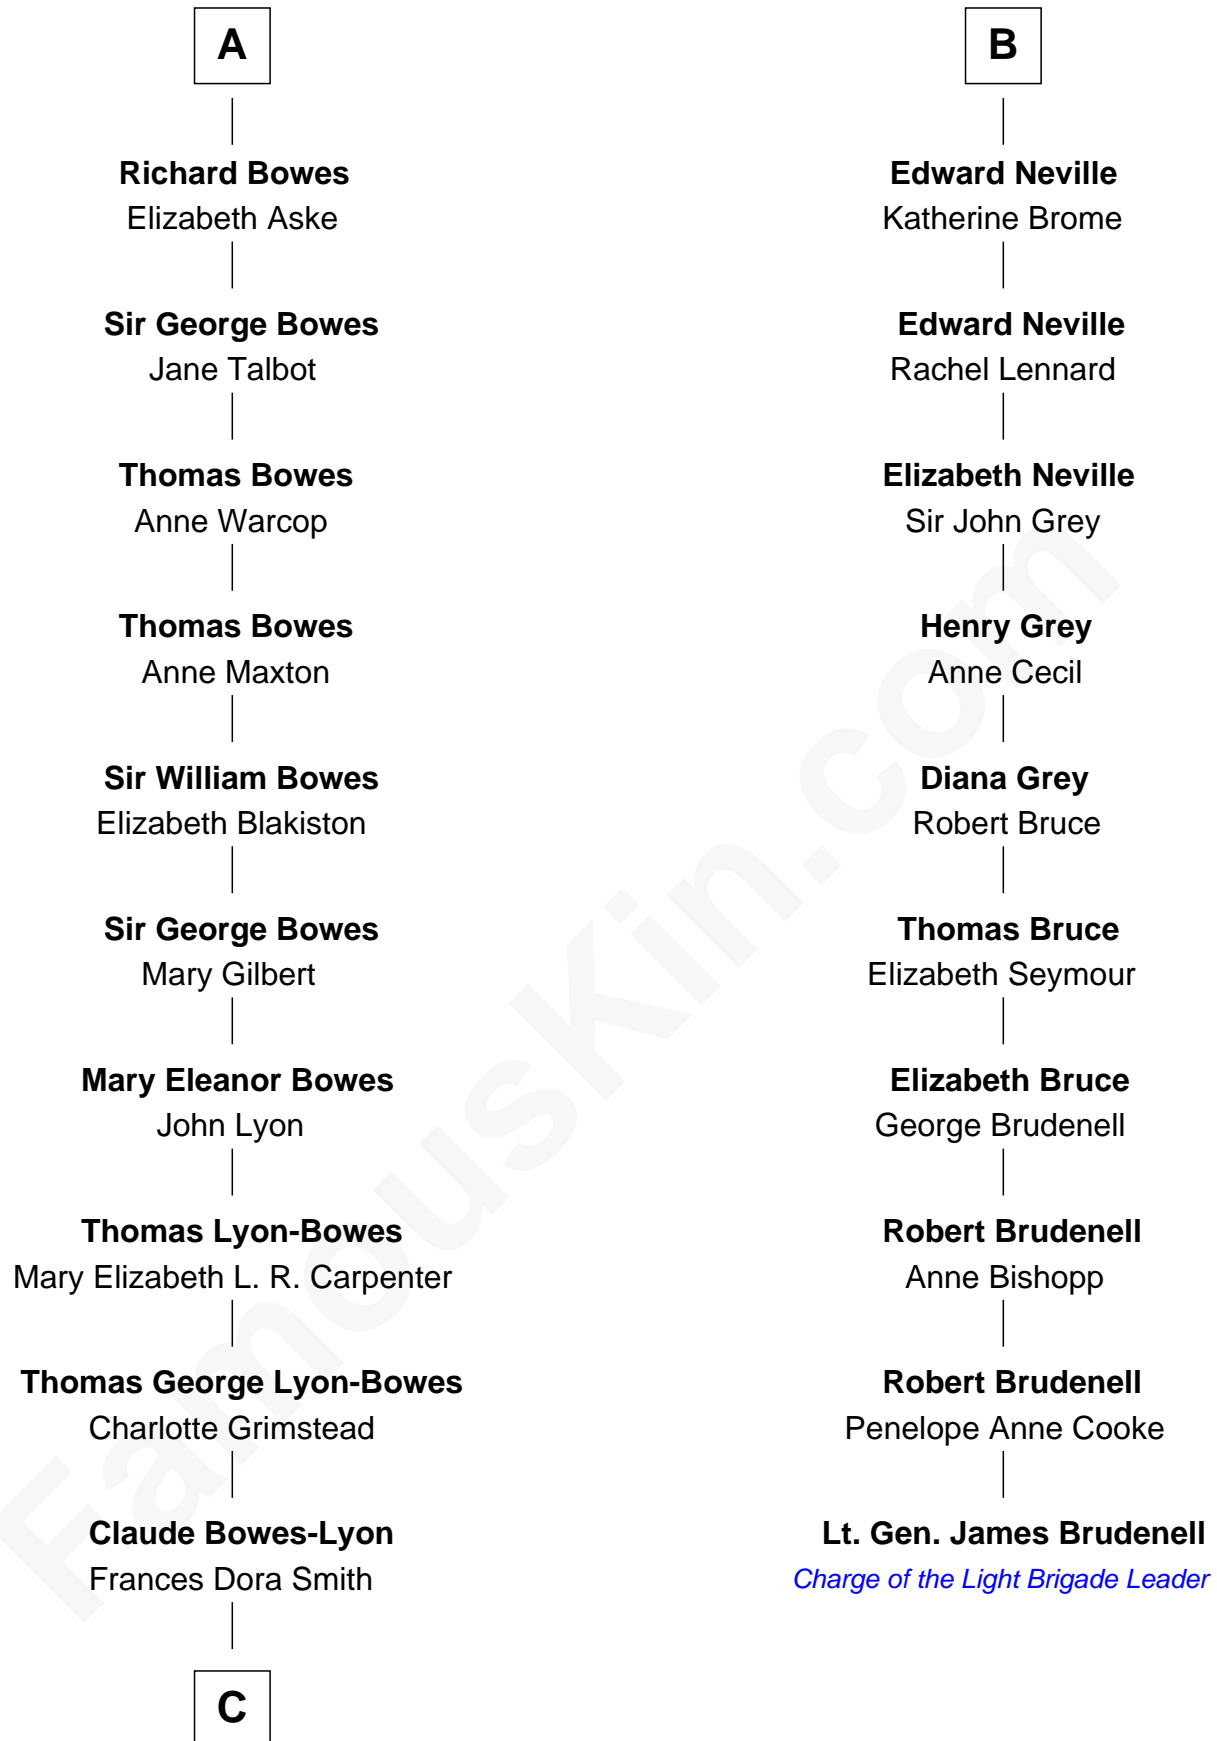 A
Richard Bowes
Elizabeth Aske
Sir George Bowes
Jane Talbot
Thomas Bowes
Anne Warcop
Thomas Bowes
Anne Maxton
Sir William Bowes
Elizabeth Blakiston
Sir George Bowes
Mary Gilbert
Mary Eleanor Bowes
John Lyon
Thomas Lyon-Bowes
Mary Elizabeth L. R. Carpenter
Thomas George Lyon-Bowes
Charlotte Grimstead
Claude Bowes-Lyon
Frances Dora Smith
C
B
Edward Neville
Katherine Brome
Edward Neville
Rachel Lennard
Elizabeth Neville
Sir John Grey
Henry Grey
Anne Cecil
Diana Grey
Robert Bruce
Thomas Bruce
Elizabeth Seymour
Elizabeth Bruce
George Brudenell
Robert Brudenell
Anne Bishopp
Robert Brudenell
Penelope Anne Cooke
Lt. Gen. James Brudenell
Charge of the Light Brigade Leader
FamousKin.com